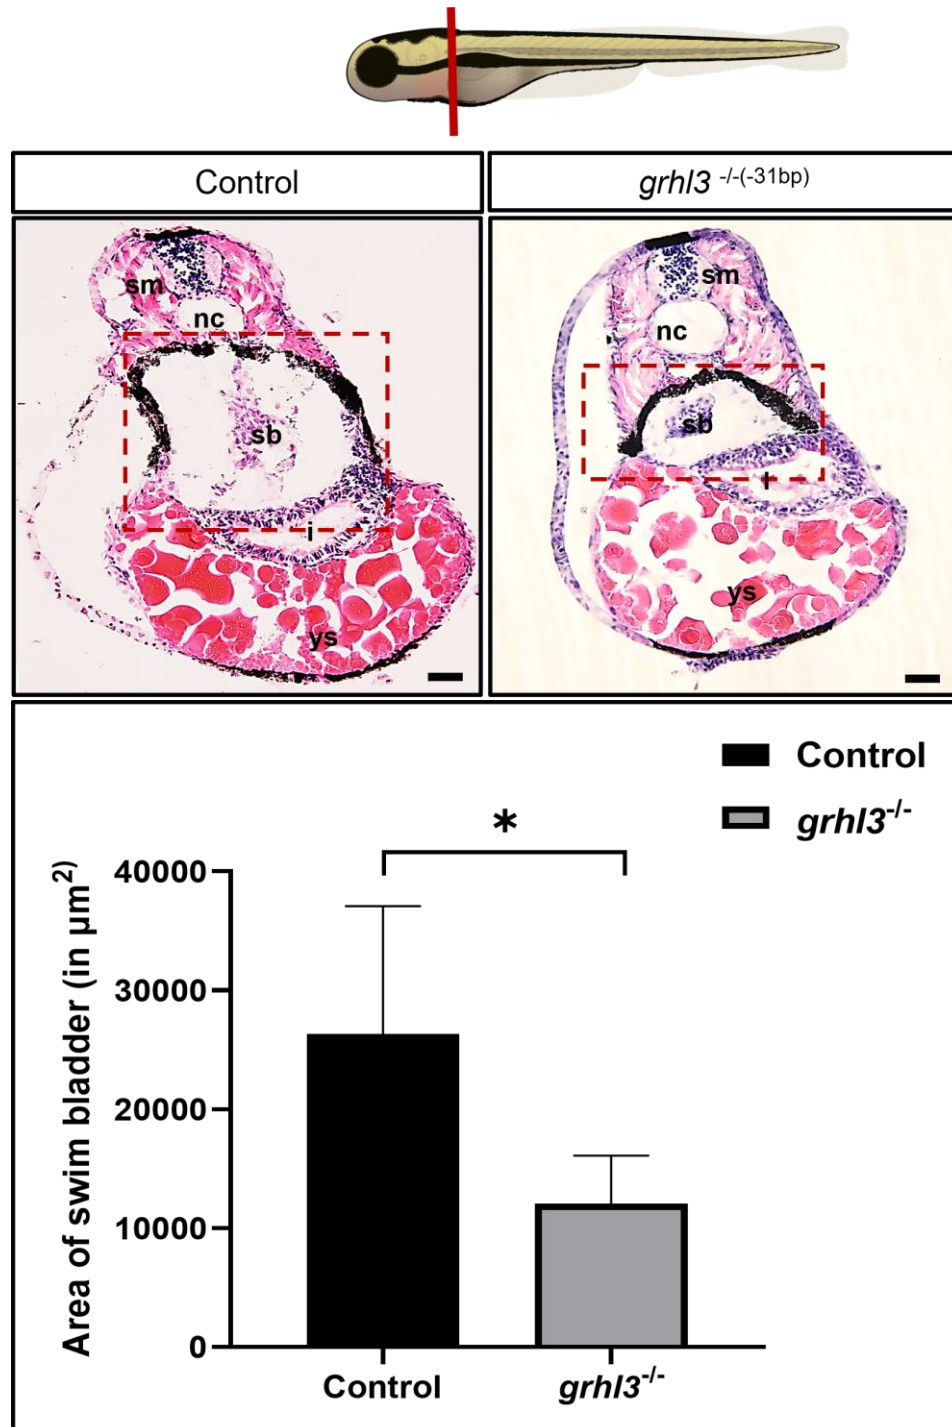 Control
grhl3 -/-(-31bp)
sm
nc
sb
i
ys
sm
nc
sb
i
ys
Control
grhl3-/-
*
Area of swim bladder (in µm2)
40000
30000
20000
10000
0
Control
grhl3-/-